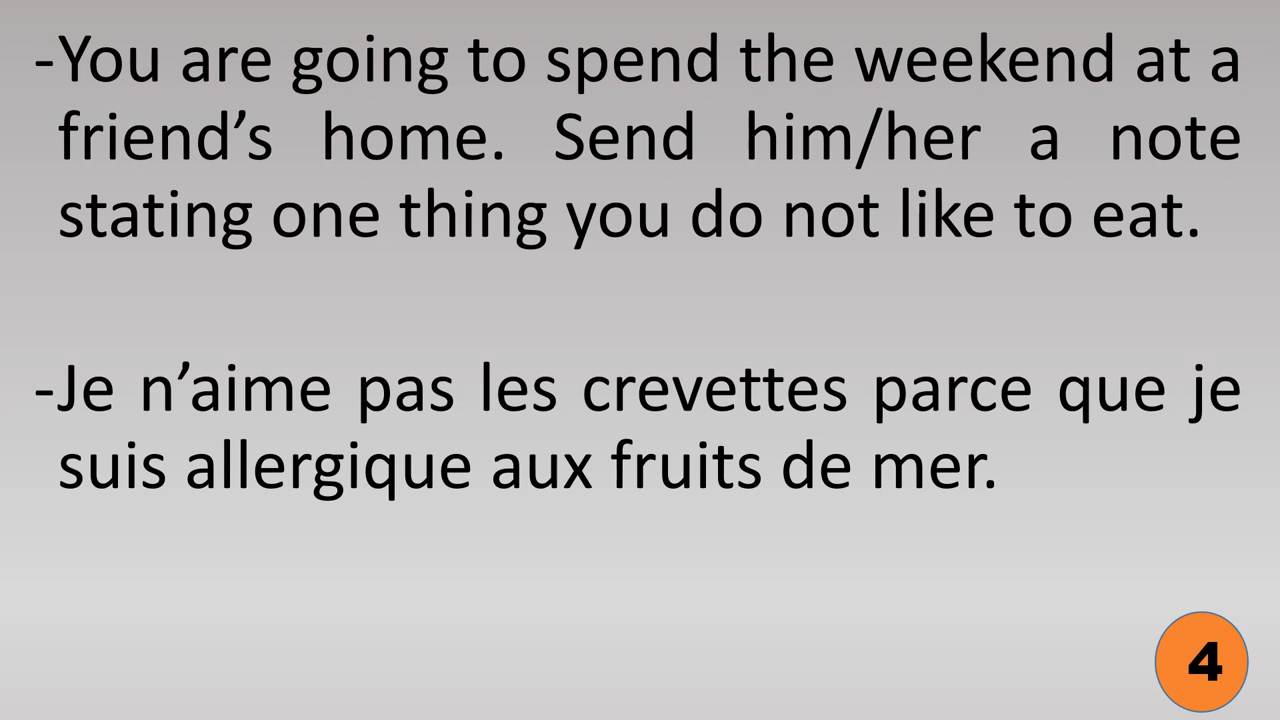 -You are going to spend the weekend at a
friend’s home. Send him/her a note
stating one thing you do not like to eat.
-Je n’aime pas les crevettes parce que je
suis allergique aux fruits de mer.
4